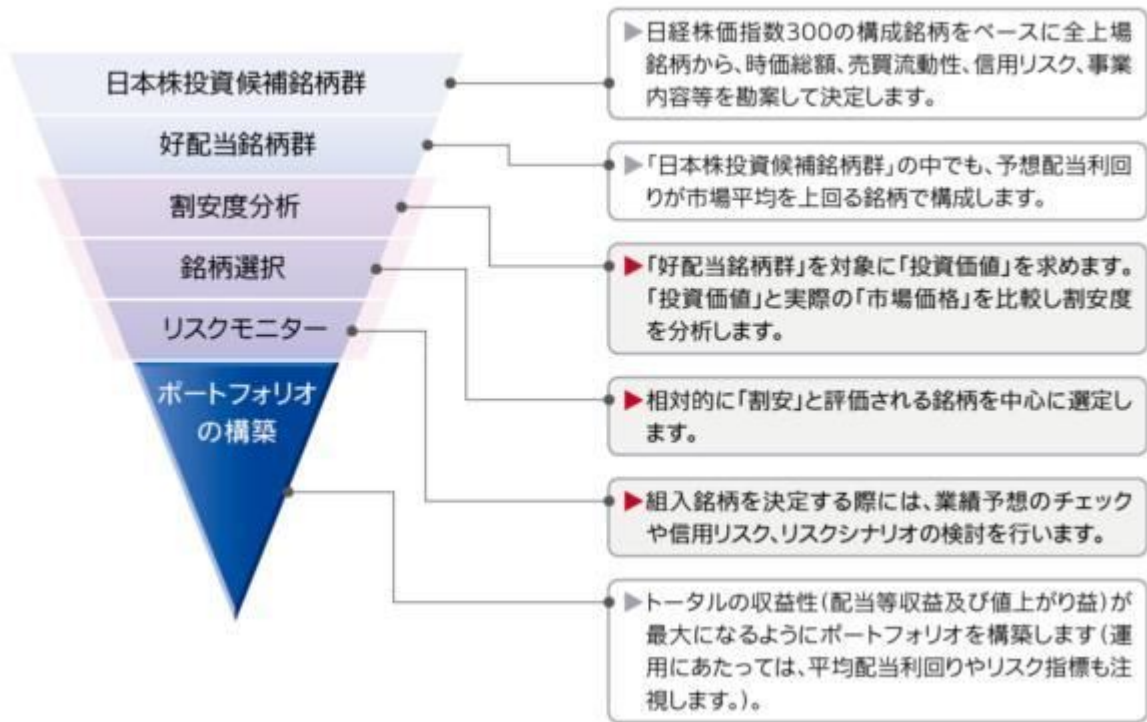 日本株投資候補銘柄群
好配当銘柄群
割安度分析
銘柄選択
リスクモニター
ポートフォリオ
の構築
▶日経株価指数300の構成銘柄をベースに全上場
銘柄から、時価総額、売買流動性、信用リスク、事業
内容等を勘案して決定します。
▶「日本株投資候補銘柄群」の中でも、予想配当利回
りが市場平均を上回る銘柄で構成します。
▶「好配当銘柄群」を対象に「投資価値」を求めます。
「投資価値」と実際の「市場価格」を比較し割安度
を分析します。
▶相対的に「割安」と評価される銘柄を中心に選定し
ます。
▶組入銘柄を決定する際には、業績予想のチェック
や信用リスク、リスクシナリオの検討を行います。
▶トータルの収益性(配当等収益及び値上がり益)が
最大になるようにポートフォリオを構築します(運
用にあたっては、平均配当利回りやリスク指標も注
視します。)。